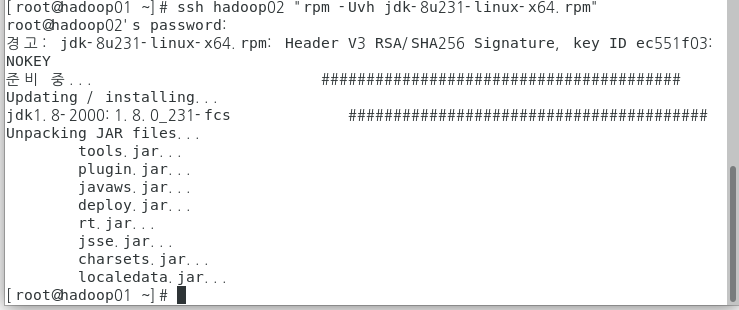 [root@hadoop01 ~]# ssh hadoop02 "rpm -Uvh jdk-8u231-linux-x64.rpm"
root@hadoop02's password:
경고: jdk-8u231-linux-x64.rpm: Header V3 RSA/SHA256 Signature, key ID ec551f03:
NOKEY
준비 중... ########################################
Updating / installing...
jdk1.8-2000:1.8.0_231-fcs ########################################
Unpacking JAR files...
tools.jar...
plugin.jar...
javaws.jar...
deploy.jar...
rt.jar...
jsse.jar...
charsets.jar...
localedata.jar...
[root@hadoop01 ~]#